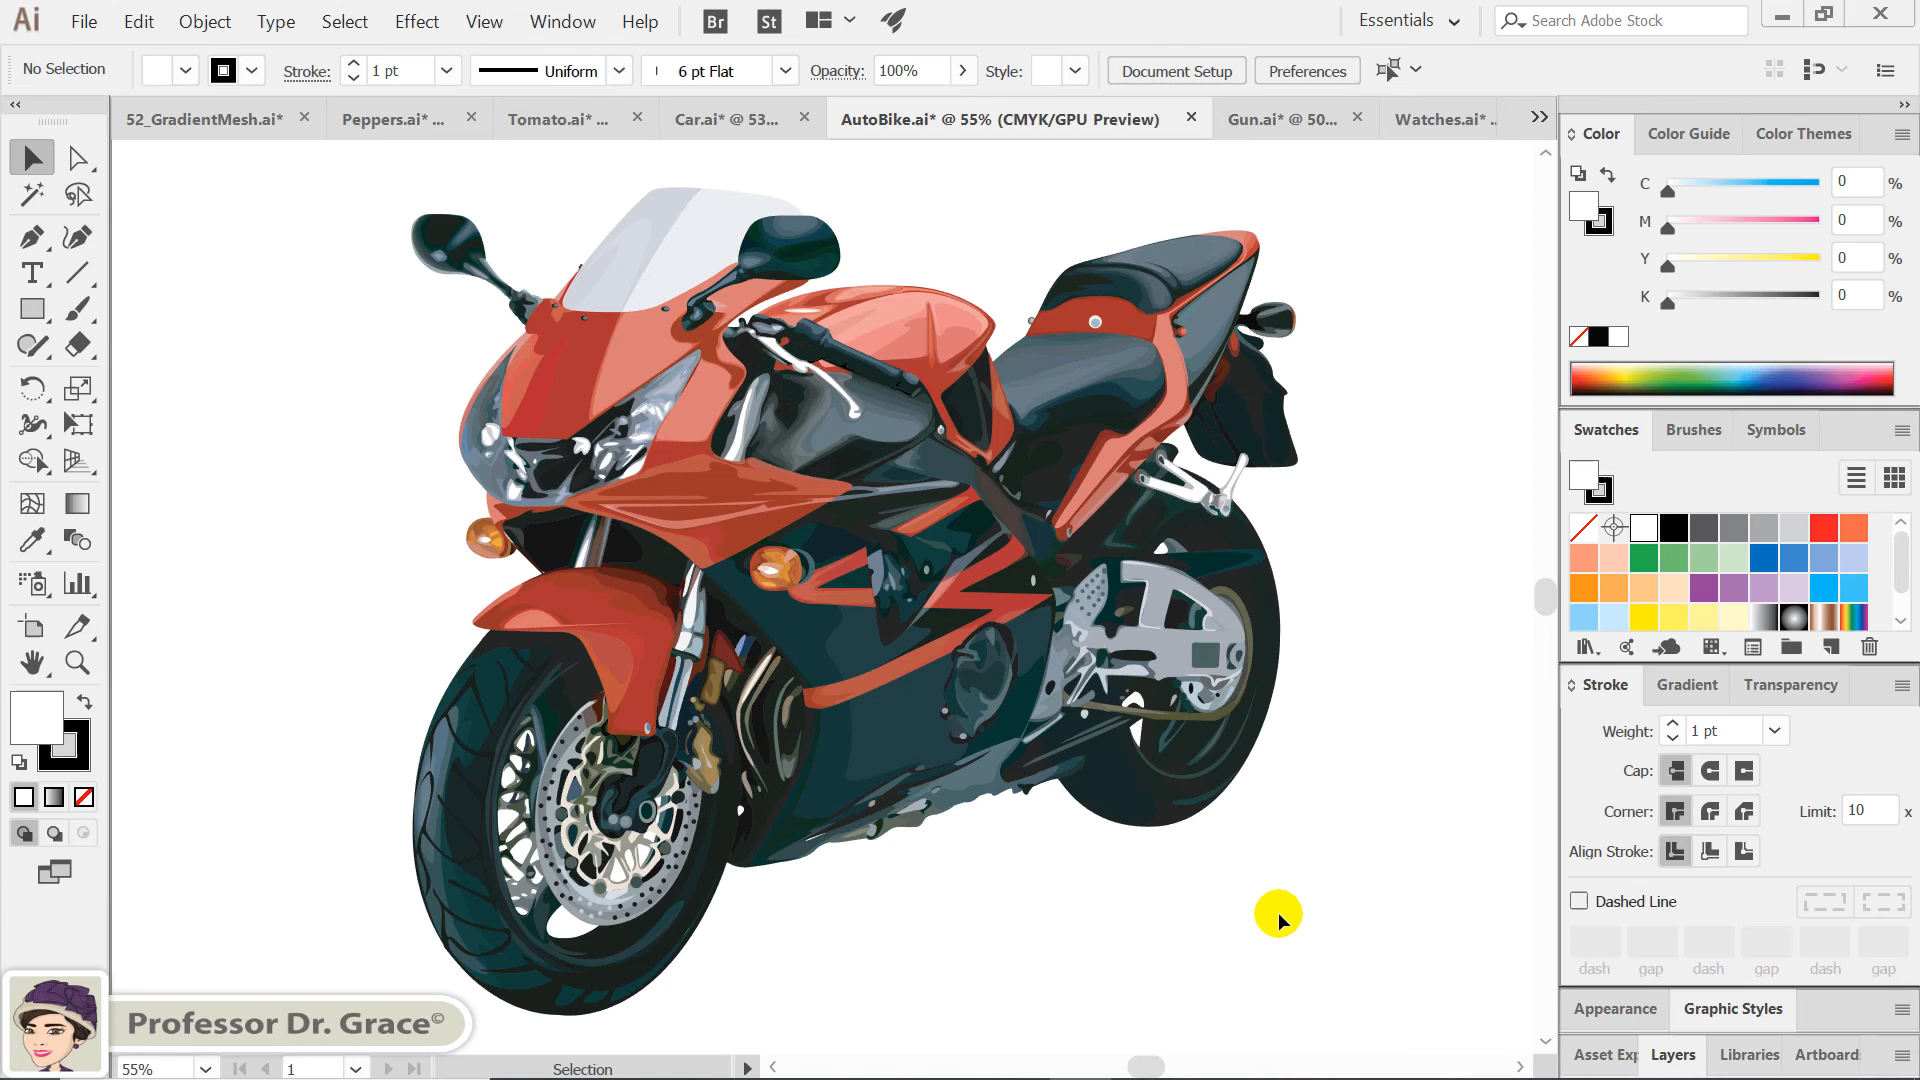 Ai File Edit Object Type Select Effect View Window Help Br St Essentials Search Adobe Stock
No Selection Stroke: 1 pt Uniform 6 pt Flat Opacity: 100% Style: Document Setup Preferences
52_GradientMesh.ai* Peppers.ai* ... Tomato.ai* ... Car.ai* @ 53... AutoBike.ai* @ 55% (CMYK/GPU Preview) Gun.ai* @ 50... Watches.ai* ..
Color Color Guide Color Themes
C 0 %
M 0 %
Y 0 %
K 0 %
Swatches Brushes Symbols
Stroke Gradient Transparency
Weight: 1 pt
Cap:
Corner: Limit: 10 x
Align Stroke:
Dashed Line
dash gap dash gap dash gap
Appearance Graphic Styles
Asset Exp Layers Libraries Artboard
Professor Dr. Grace©
55% 1 Selection